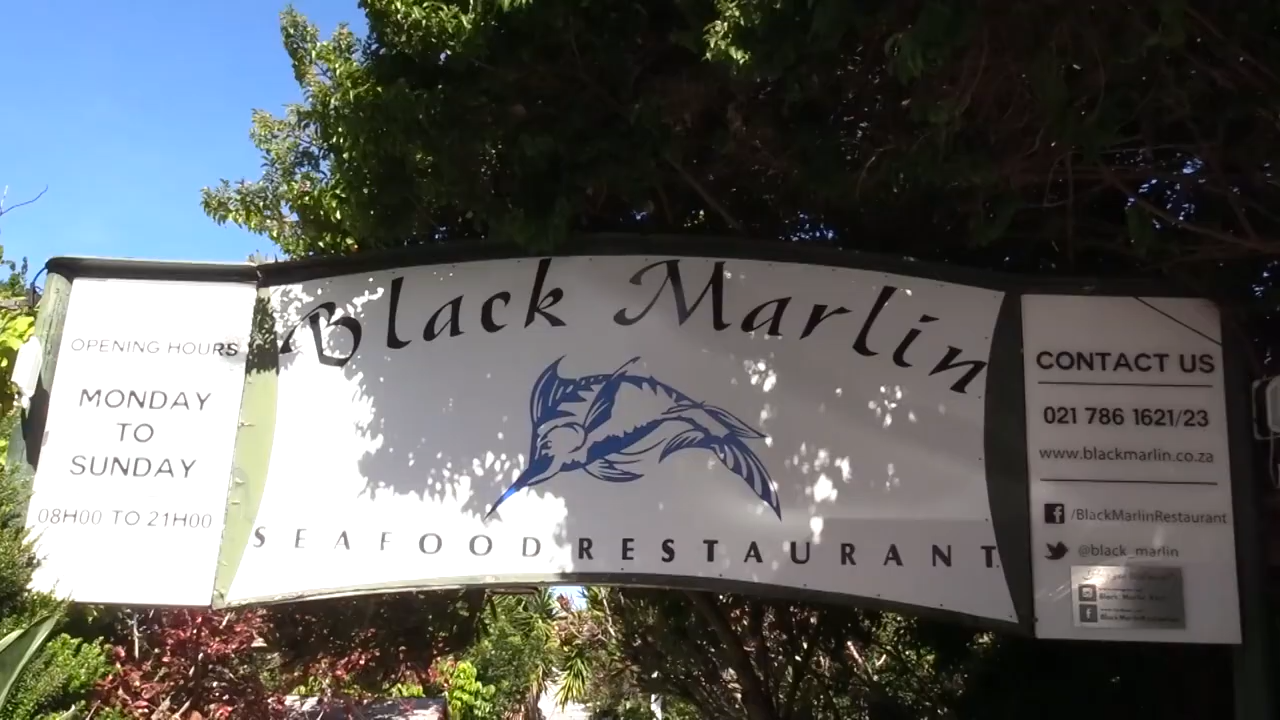 OPENING HOURS
MONDAY
TO
SUNDAY
08H00 TO 21H00
Black Marlin
SEAFOOD RESTAURANT
CONTACT US
021 786 1621/23
www.blackmarlin.co.za
/BlackMarlinRestaurant
@black_marlin